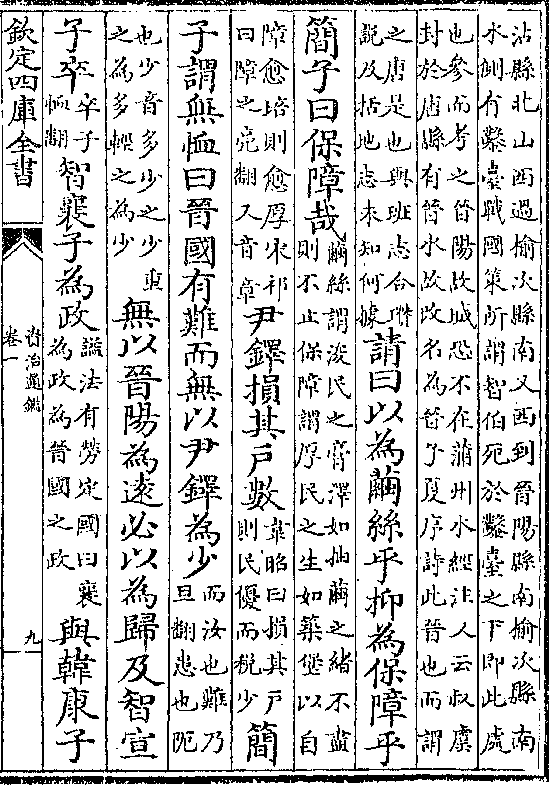 沾縣北山西過榆次縣南又西到晉陽縣南榆次縣南
水側有鑿臺戰國策所謂智伯死於鑿臺之下即此處
也參而考之晉陽故城恐不在蒲州水經注人云叔虞
封於唐縣有晉水故改名為晉子夏序詩此晉也而謂
之唐是也與班志合
說及括地志未知何據
請曰以為繭絲乎抑為保障乎
簡子曰保障哉
繭絲謂浚民之膏澤如抽繭之緒不盡
則不止保障謂厚民之生如築堡以自
障愈培則愈厚宋祁
曰障之亮翻又音章
尹鐸損其戶數
韋昭曰損其戶
則民優而稅少
簡
子謂無恤曰晉國有難而無以尹鐸為少
而汝也難乃
旦翻患也阨
也少音多少之少
之為多輕之為少
無以晉陽為遠必以為歸及智宣
子卒
卒子
恤翻
智襄子為政
諡法有勞定國曰襄
為政為晉國之政
與韓康子
欽定四庫全書
資治通鑑
卷一
九